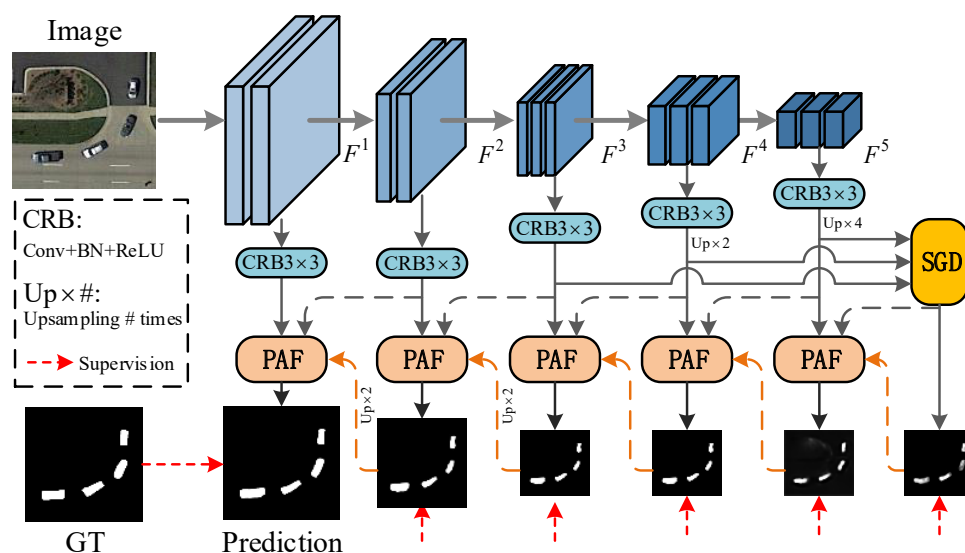 Image
F¹
F²
F³
F⁴
F⁵
CRB:
Conv+BN+ReLU
Up×#:
Upsampling # times
Supervision
CRB3×3
CRB3×3
CRB3×3
CRB3×3
CRB3×3
Up×2
Up×4
SGD
PAF
PAF
PAF
PAF
PAF
Up×2
Up×2
GT
Prediction